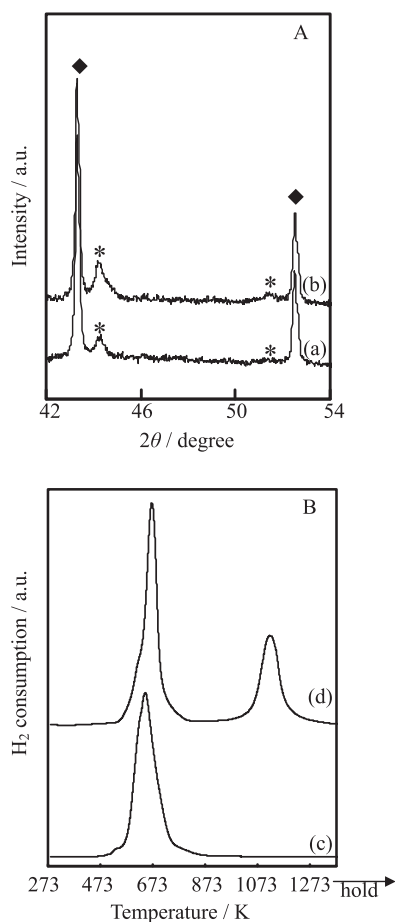 A
◆
◆
*
*
(b)
*
*
(a)
Intensity / a.u.
42 46 50 54
2θ / degree
B
(d)
(c)
H₂ consumption / a.u.
273 473 673 873 1073 1273 hold
Temperature / K